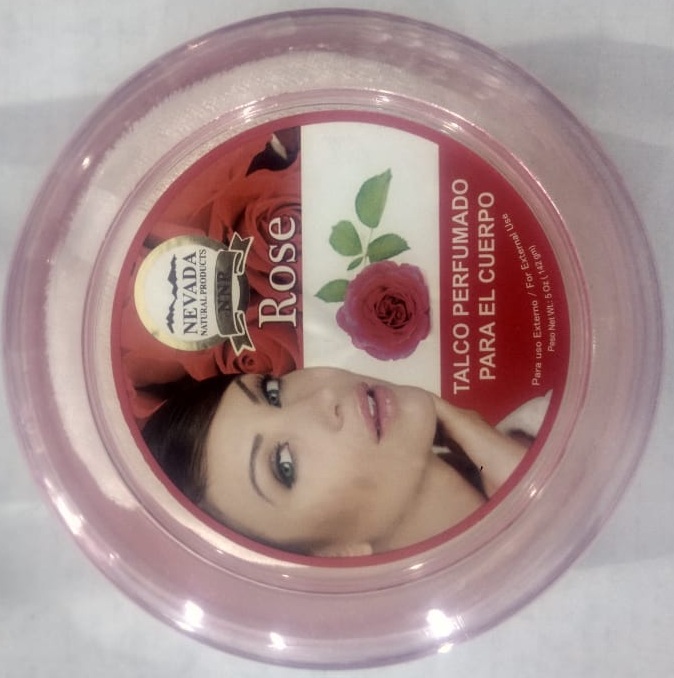 NEVADA
NATURAL PRODUCTS
NNP
Rose
TALCO PERFUMADO
PARA EL CUERPO
Para uso Externo / For External Use
Peso Net Wt.: 5 Oz (142 gm)